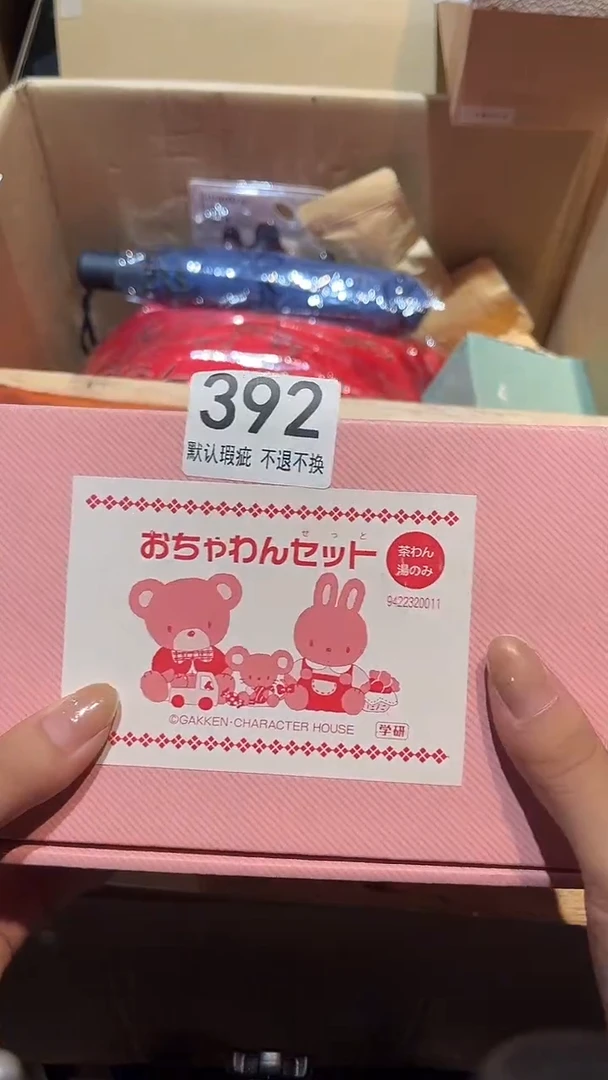 392
默认瑕疵 不退不换
せっと
おちゃわんセット
茶わん
湯のみ
9422320011
©GAKKEN・CHARACTER HOUSE
学研